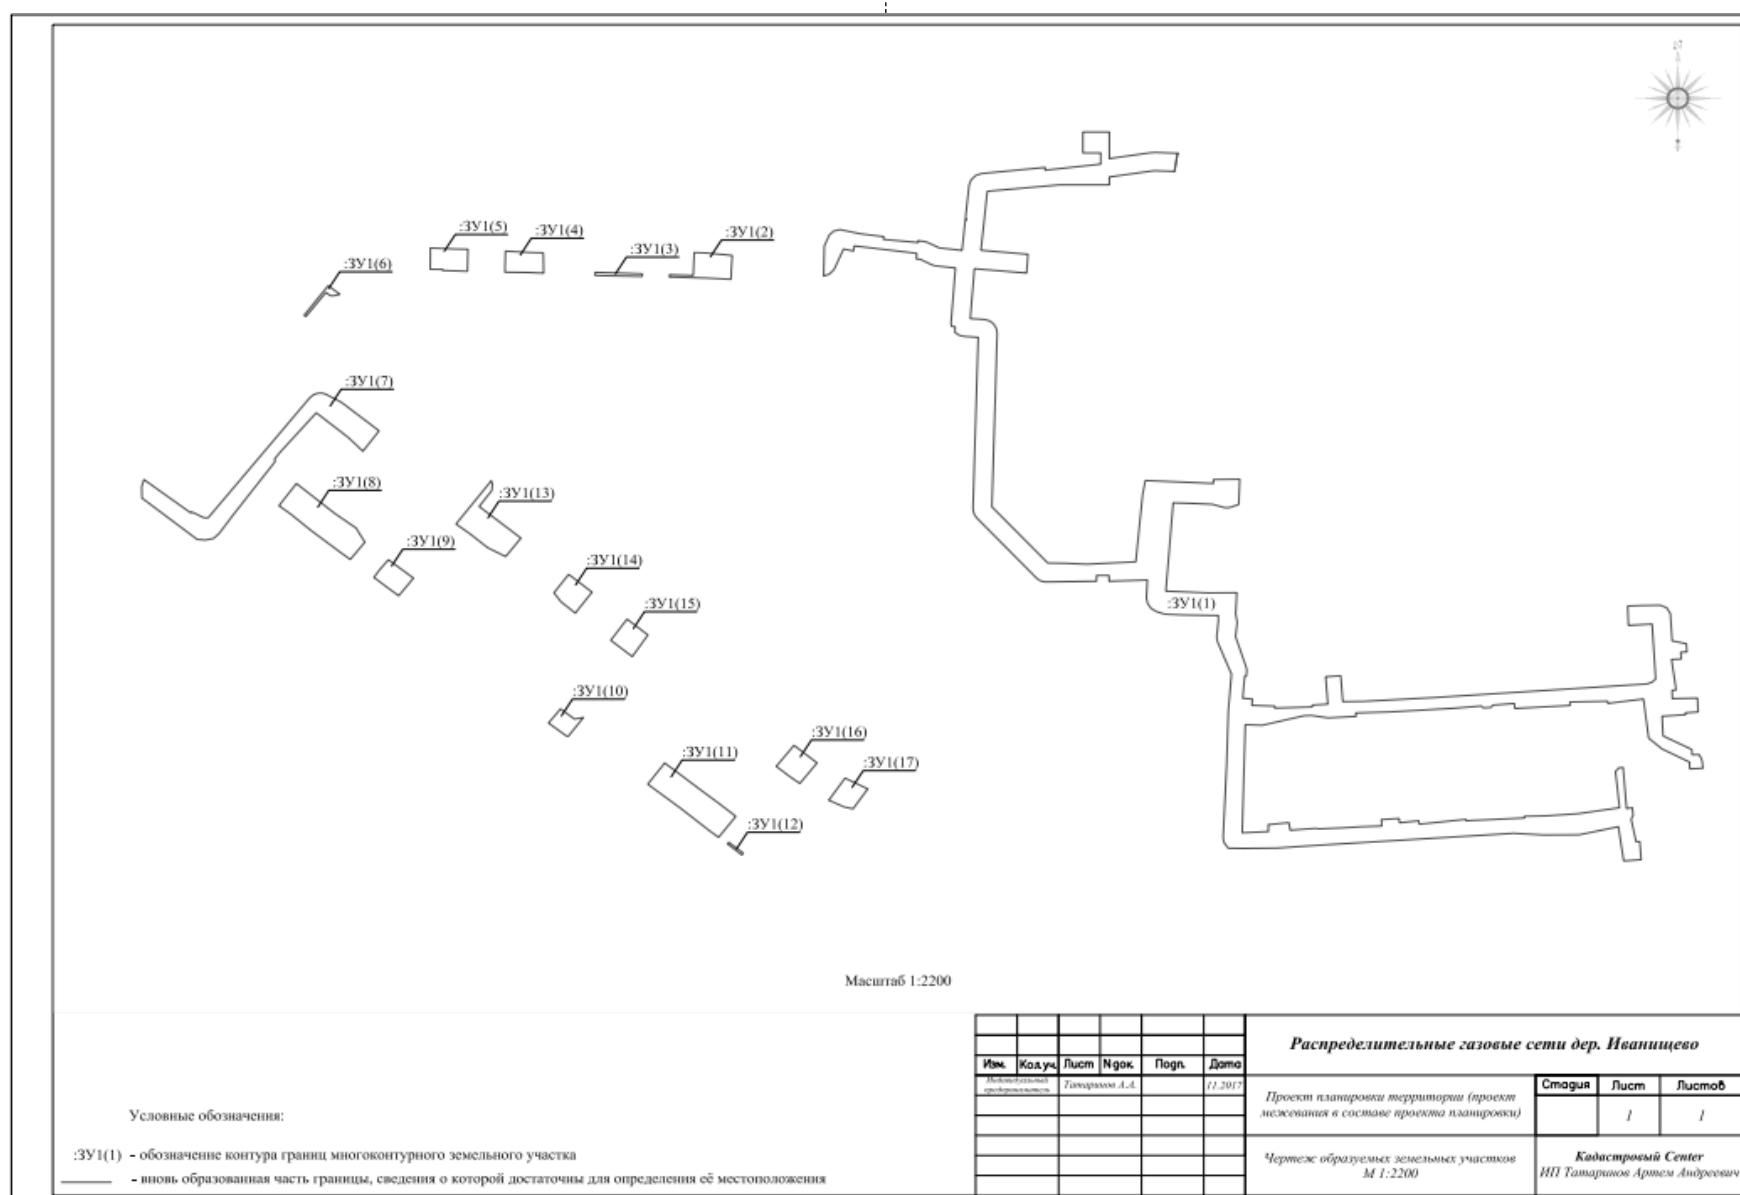 :ЗУ1(5)
:ЗУ1(4)
:ЗУ1(3)
:ЗУ1(2)
:ЗУ1(6)
:ЗУ1(7)
:ЗУ1(8)
:ЗУ1(13)
:ЗУ1(9)
:ЗУ1(14)
:ЗУ1(15)
:ЗУ1(1)
:ЗУ1(10)
:ЗУ1(16)
:ЗУ1(11)
:ЗУ1(17)
:ЗУ1(12)
Масштаб 1:2200
Условные обозначения:
:ЗУ1(1) - обозначение контура границ многоконтурного земельного участка
- вновь образованная часть границы, сведения о которой достаточны для определения её местоположения
Изм. Кол.уч Лист Nдок. Подп. Дата
Индивидуальный предприниматель Татаринов А.А. 11.2017
Распределительные газовые сети дер. Иванищево
Проект планировки территории (проект
межевания в составе проекта планировки)
Стадия Лист Листов
1 1
Чертеж образуемых земельных участков
М 1:2200
Кадастровый Center
ИП Татаринов Артем Андреевич